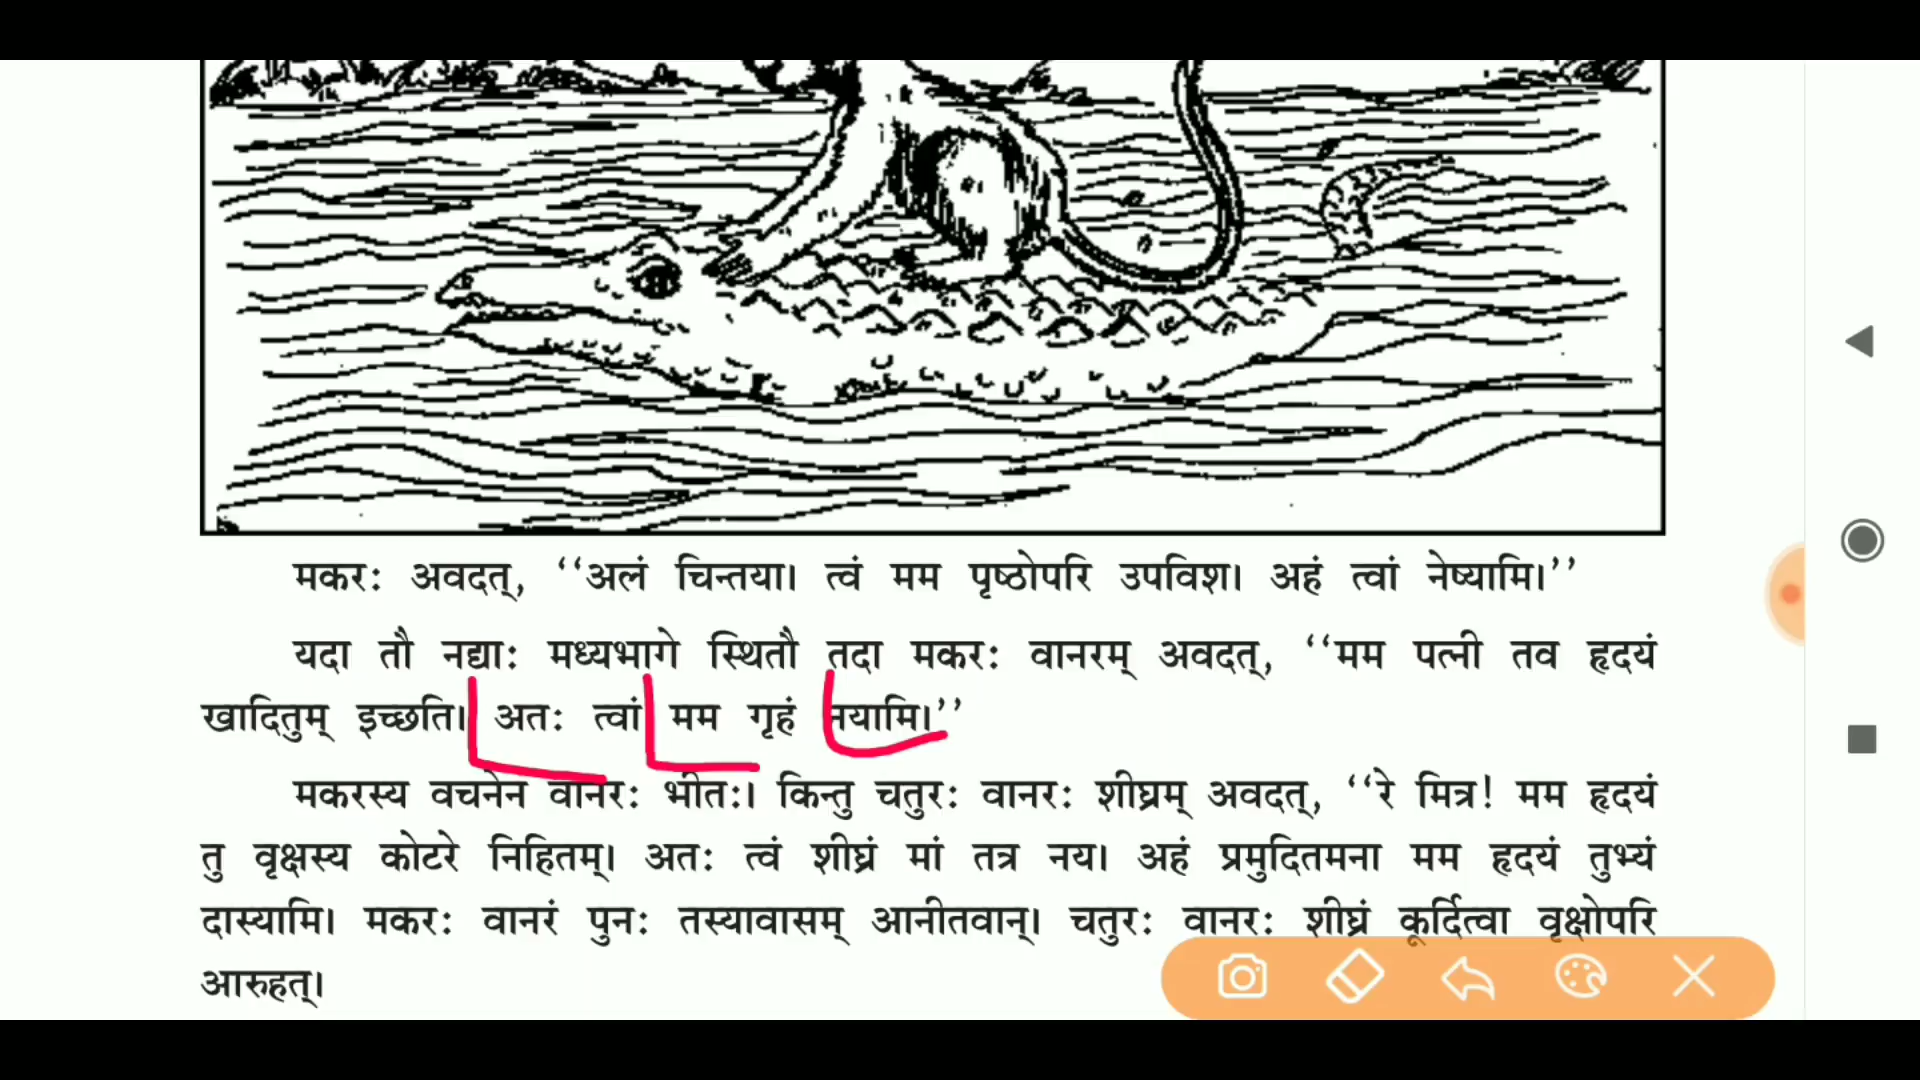 मकरः अवदत्, ‘‘अलं चिन्तया। त्वं मम पृष्ठोपरि उपविश। अहं त्वां नेष्यामि।’’
यदा तौ नद्याः मध्यभागे स्थितौ तदा मकरः वानरम् अवदत्, ‘‘मम पत्नी तव हृदयं
खादितुम् इच्छति। अतः त्वां मम गृहं नयामि।’’
मकरस्य वचनेन वानरः भीतः। किन्तु चतुरः वानरः शीघ्रम् अवदत्, ‘‘रे मित्र! मम हृदयं
तु वृक्षस्य कोटरे निहितम्। अतः त्वं शीघ्रं मां तत्र नय। अहं प्रमुदितमना मम हृदयं तुभ्यं
दास्यामि। मकरः वानरं पुनः तस्यावासम् आनीतवान्। चतुरः वानरः शीघ्रं कूर्दित्वा वृक्षोपरि
आरुहत्।